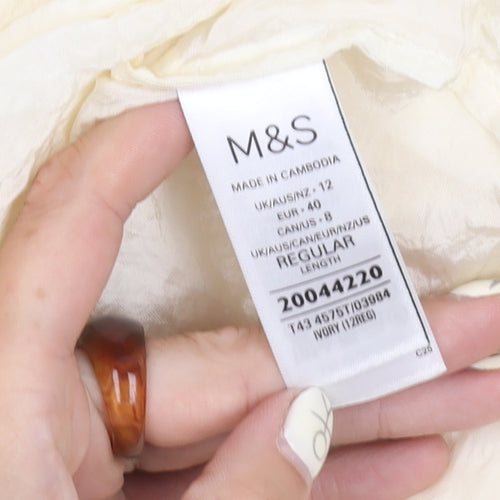 M&S
MADE IN CAMBODIA
UK/AUS/NZ - 12
EUR - 40
CAN/US - 8
UK/AUS/CAN/EUR/NZ/US
REGULAR
LENGTH
20044220
T43 4575T/03984
IVORY (12REG)
C20